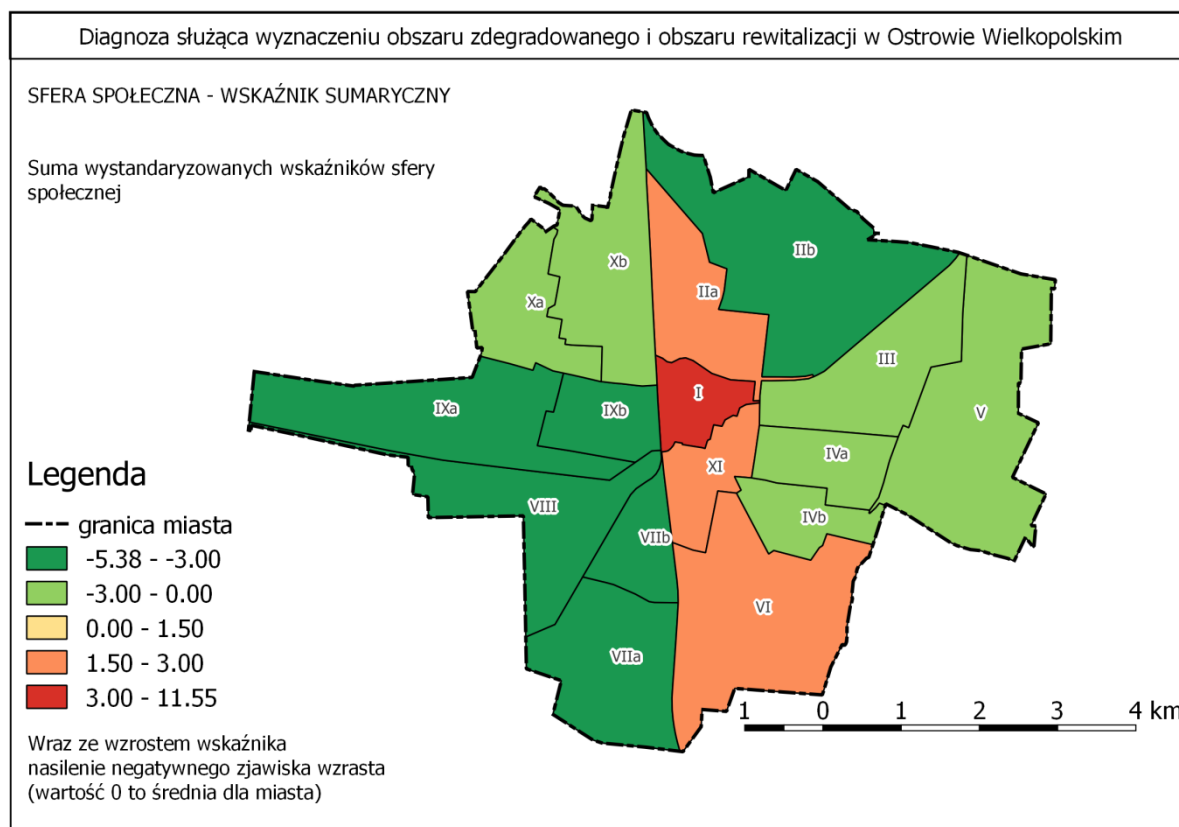 Diagnoza służąca wyznaczeniu obszaru zdegradowanego i obszaru rewitalizacji w Ostrowie Wielkopolskim
SFERA SPOŁECZNA - WSKAŹNIK SUMARYCZNY
Suma wystandaryzowanych wskaźników sfery
społecznej
IIb
Xb
IIa
Xa
III
I
IXa
IXb
V
IVa
XI
VIII
IVb
VIIb
VI
VIIa
Legenda
granica miasta
-5.38 - -3.00
-3.00 - 0.00
0.00 - 1.50
1.50 - 3.00
3.00 - 11.55
1 0 1 2 3 4 km
Wraz ze wzrostem wskaźnika
nasilenie negatywnego zjawiska wzrasta
(wartość 0 to średnia dla miasta)